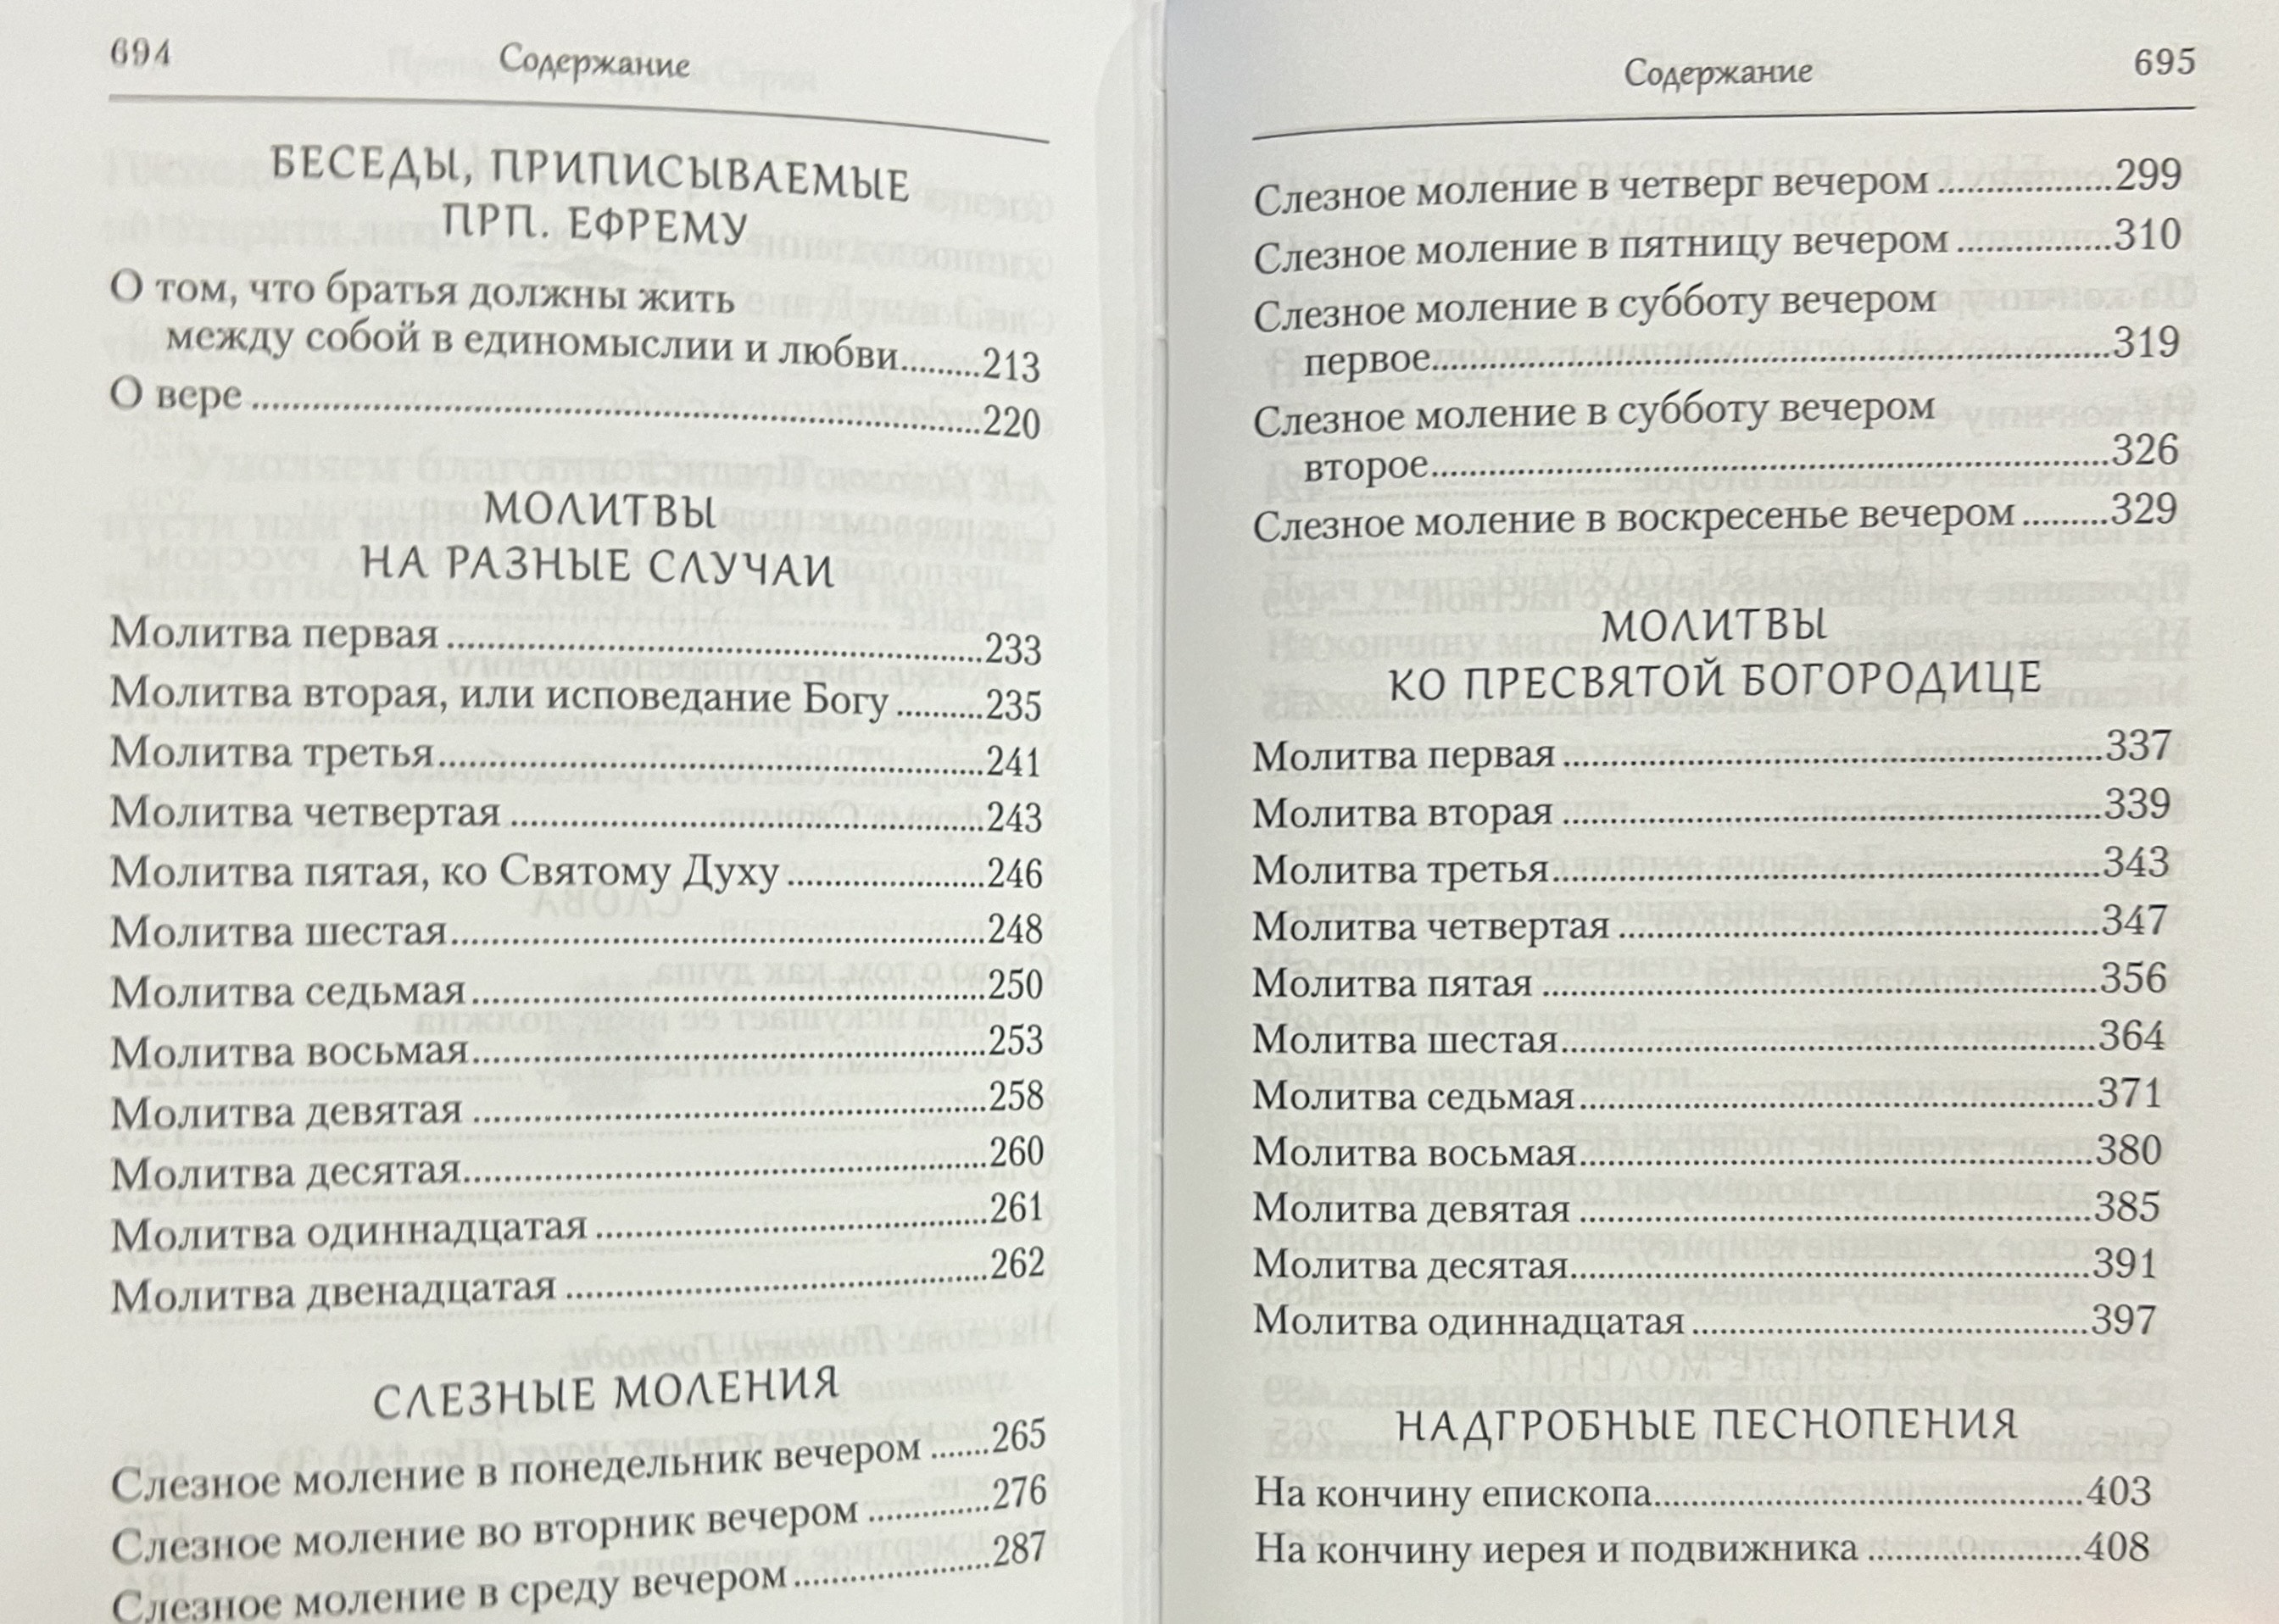 694
Содержание
БЕСЕДЫ, ПРИПИСЫВАЕМЫЕ
ПРП. ЕФРЕМУ
О том, что братья должны жить
между собой в единомыслии и любви.........213
О вере ........................................................220
МОЛИТВЫ
НА РАЗНЫЕ СЛУЧАИ
Молитва первая ........................................233
Молитва вторая, или исповедание Богу ..........235
Молитва третья........................................241
Молитва четвертая ........................................243
Молитва пятая, ко Святому Духу....................246
Молитва шестая........................................248
Молитва седьмая........................................250
Молитва восьмая........................................253
Молитва девятая ........................................258
Молитва десятая........................................260
Молитва одиннадцатая ........................................261
Молитва двенадцатая ........................................262
СЛЕЗНЫЕ МОЛЕНИЯ
Слезное моление в понедельник вечером .......265
Слезное моление во вторник вечером ............276
Слезное моление в среду вечером....................287
Содержание
695
Слезное моление в четверг вечером ..................299
Слезное моление в пятницу вечером ................310
Слезное моление в субботу вечером
первое........................................................319
Слезное моление в субботу вечером
второе........................................................326
Слезное моление в воскресенье вечером .........329
МОЛИТВЫ
КО ПРЕСВЯТОЙ БОГОРОДИЦЕ
Молитва первая ........................................337
Молитва вторая ........................................339
Молитва третья........................................343
Молитва четвертая ........................................347
Молитва пятая ........................................356
Молитва шестая........................................364
Молитва седьмая........................................371
Молитва восьмая........................................380
Молитва девятая ........................................385
Молитва десятая........................................391
Молитва одиннадцатая ........................................397
НАДГРОБНЫЕ ПЕСНОПЕНИЯ
На кончину епископа........................................403
На кончину иерея и подвижника ......................408